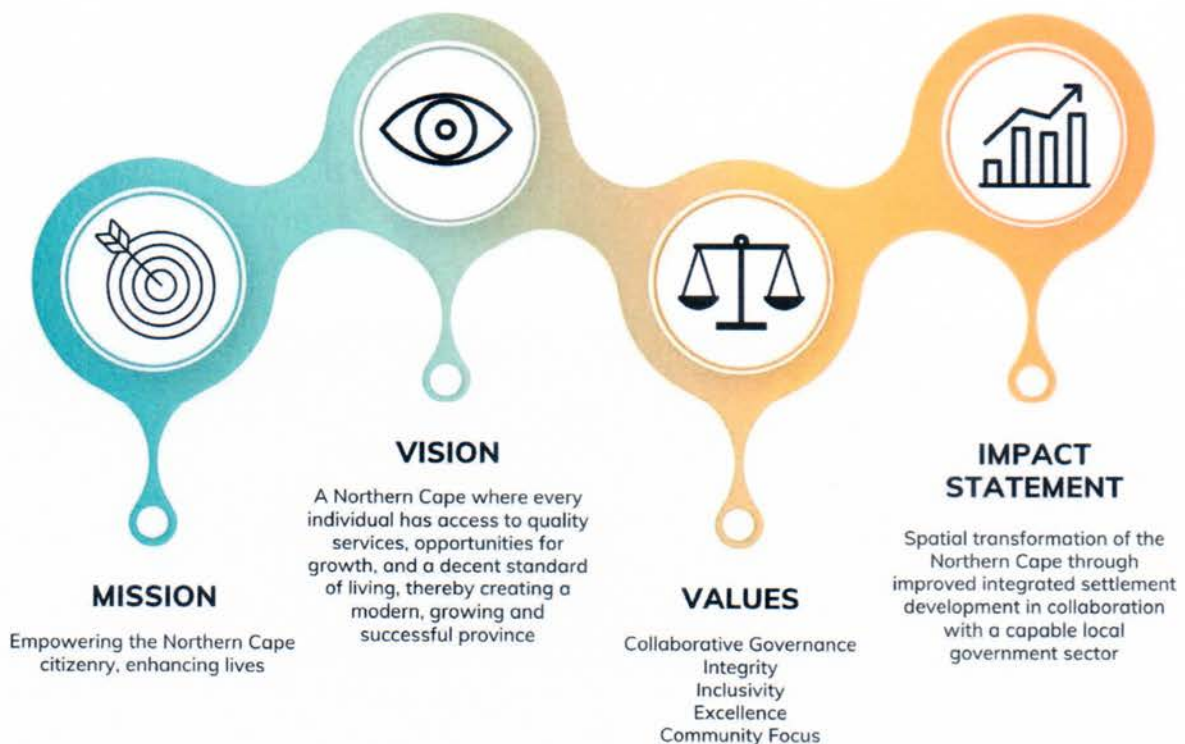 MISSION
Empowering the Northern Cape
citizenry, enhancing lives
VISION
A Northern Cape where every
individual has access to quality
services, opportunities for
growth, and a decent standard
of living, thereby creating a
modern, growing and
successful province
VALUES
Collaborative Governance
Integrity
Inclusivity
Excellence
Community Focus
IMPACT
STATEMENT
Spatial transformation of the
Northern Cape through
improved integrated settlement
development in collaboration
with a capable local
government sector